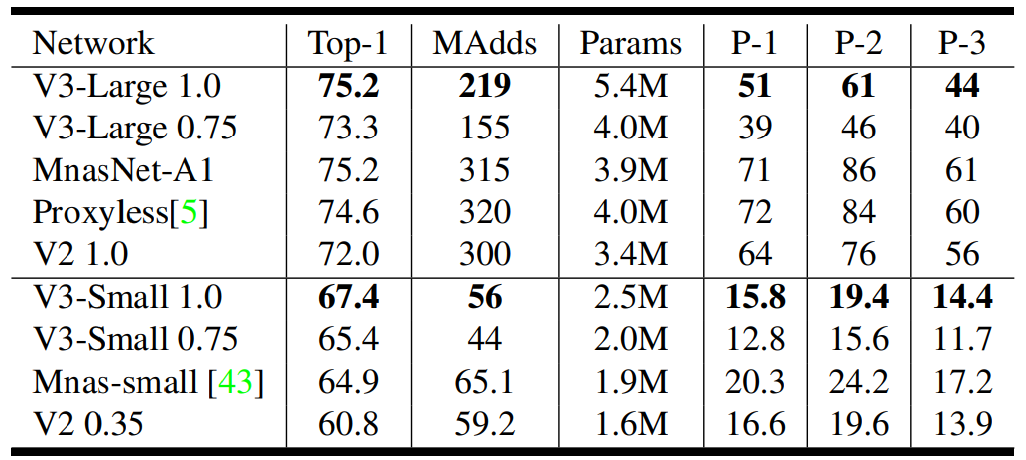 Network Top-1 MAdds Params P-1 P-2 P-3
V3-Large 1.0 75.2 219 5.4M 51 61 44
V3-Large 0.75 73.3 155 4.0M 39 46 40
MnasNet-A1 75.2 315 3.9M 71 86 61
Proxyless[5] 74.6 320 4.0M 72 84 60
V2 1.0 72.0 300 3.4M 64 76 56
V3-Small 1.0 67.4 56 2.5M 15.8 19.4 14.4
V3-Small 0.75 65.4 44 2.0M 12.8 15.6 11.7
Mnas-small [43] 64.9 65.1 1.9M 20.3 24.2 17.2
V2 0.35 60.8 59.2 1.6M 16.6 19.6 13.9